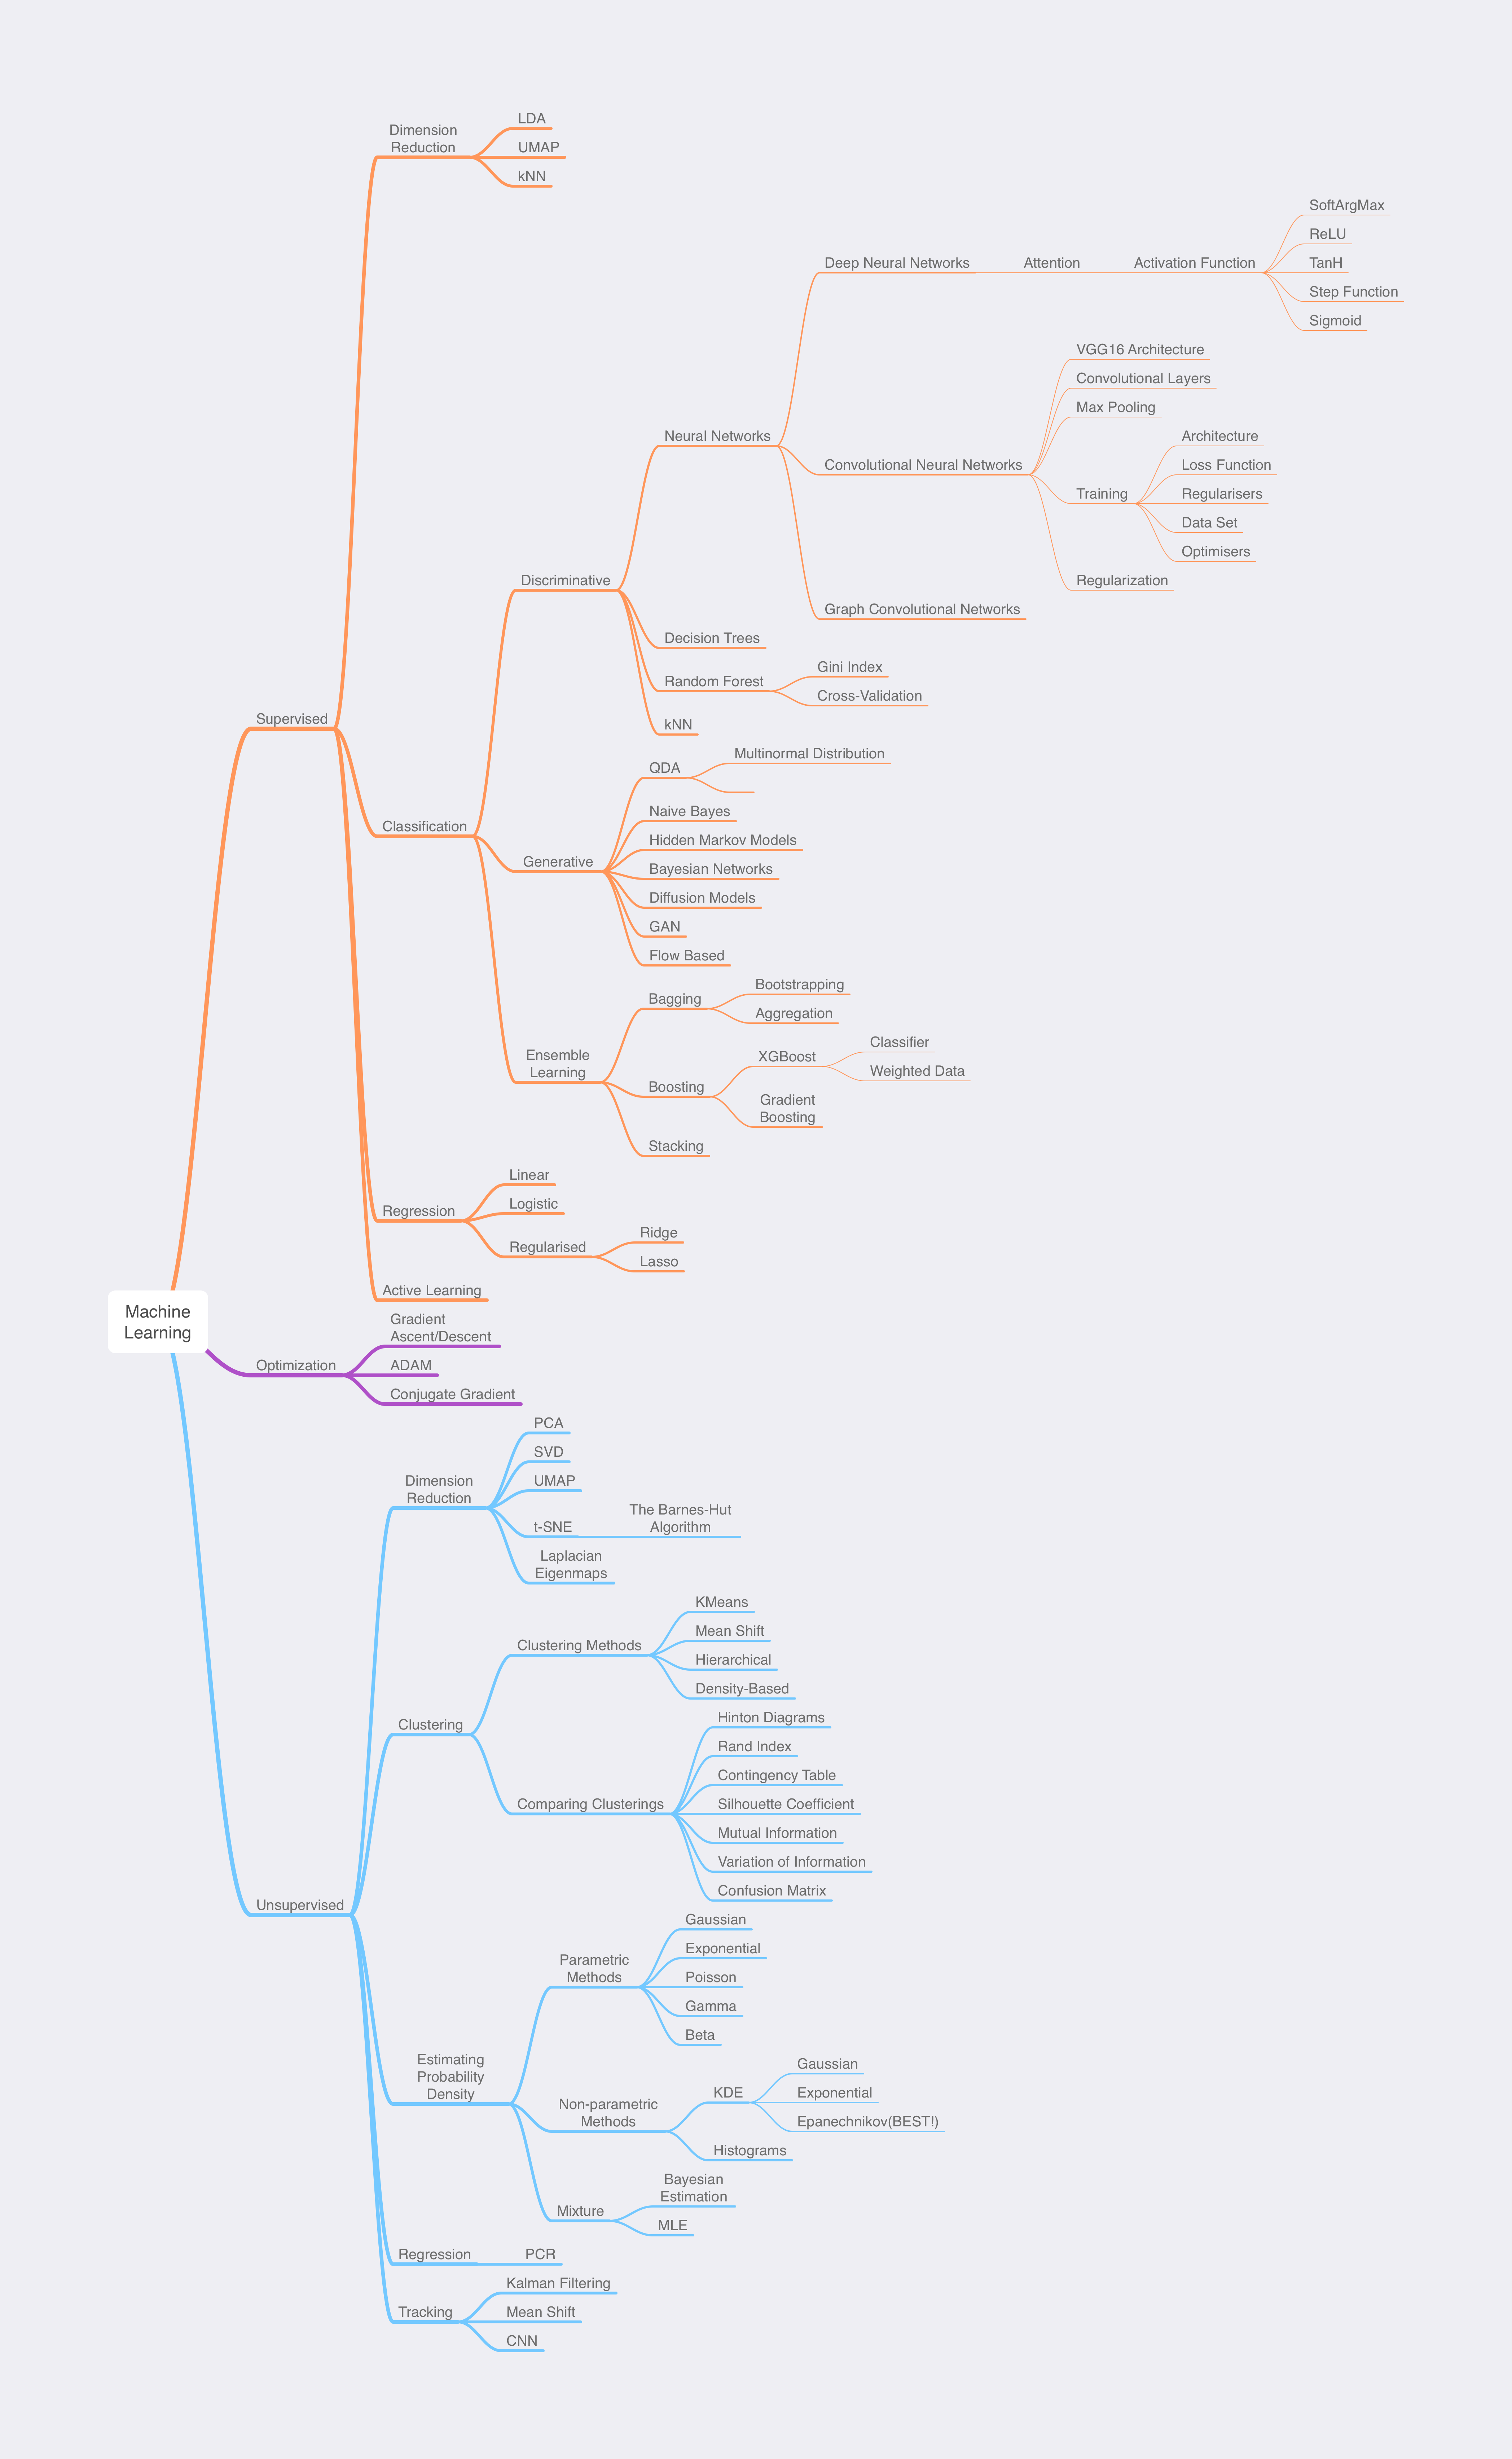 LDA
Dimension
Reduction
UMAP
kNN
SoftArgMax
ReLU
Deep Neural Networks
Attention
Activation Function
TanH
Step Function
Sigmoid
VGG16 Architecture
Convolutional Layers
Max Pooling
Neural Networks
Architecture
Convolutional Neural Networks
Loss Function
Training
Regularisers
Data Set
Optimisers
Discriminative
Regularization
Graph Convolutional Networks
Decision Trees
Gini Index
Random Forest
Cross-Validation
Supervised
kNN
Multinormal Distribution
QDA
Naive Bayes
Classification
Hidden Markov Models
Generative
Bayesian Networks
Diffusion Models
GAN
Flow Based
Bootstrapping
Bagging
Aggregation
Classifier
Ensemble
Learning
XGBoost
Weighted Data
Boosting
Gradient
Boosting
Stacking
Linear
Regression
Logistic
Ridge
Regularised
Lasso
Active Learning
Machine
Learning
Gradient
Ascent/Descent
Optimization
ADAM
Conjugate Gradient
PCA
SVD
Dimension
Reduction
UMAP
The Barnes-Hut
Algorithm
t-SNE
Laplacian
Eigenmaps
KMeans
Mean Shift
Clustering Methods
Hierarchical
Density-Based
Hinton Diagrams
Clustering
Rand Index
Contingency Table
Comparing Clusterings
Silhouette Coefficient
Mutual Information
Variation of Information
Confusion Matrix
Unsupervised
Gaussian
Exponential
Parametric
Methods
Poisson
Gamma
Beta
Estimating
Probability
Density
Gaussian
KDE
Exponential
Non-parametric
Methods
Epanechnikov(BEST!)
Histograms
Bayesian
Estimation
Mixture
MLE
Regression
PCR
Kalman Filtering
Tracking
Mean Shift
CNN